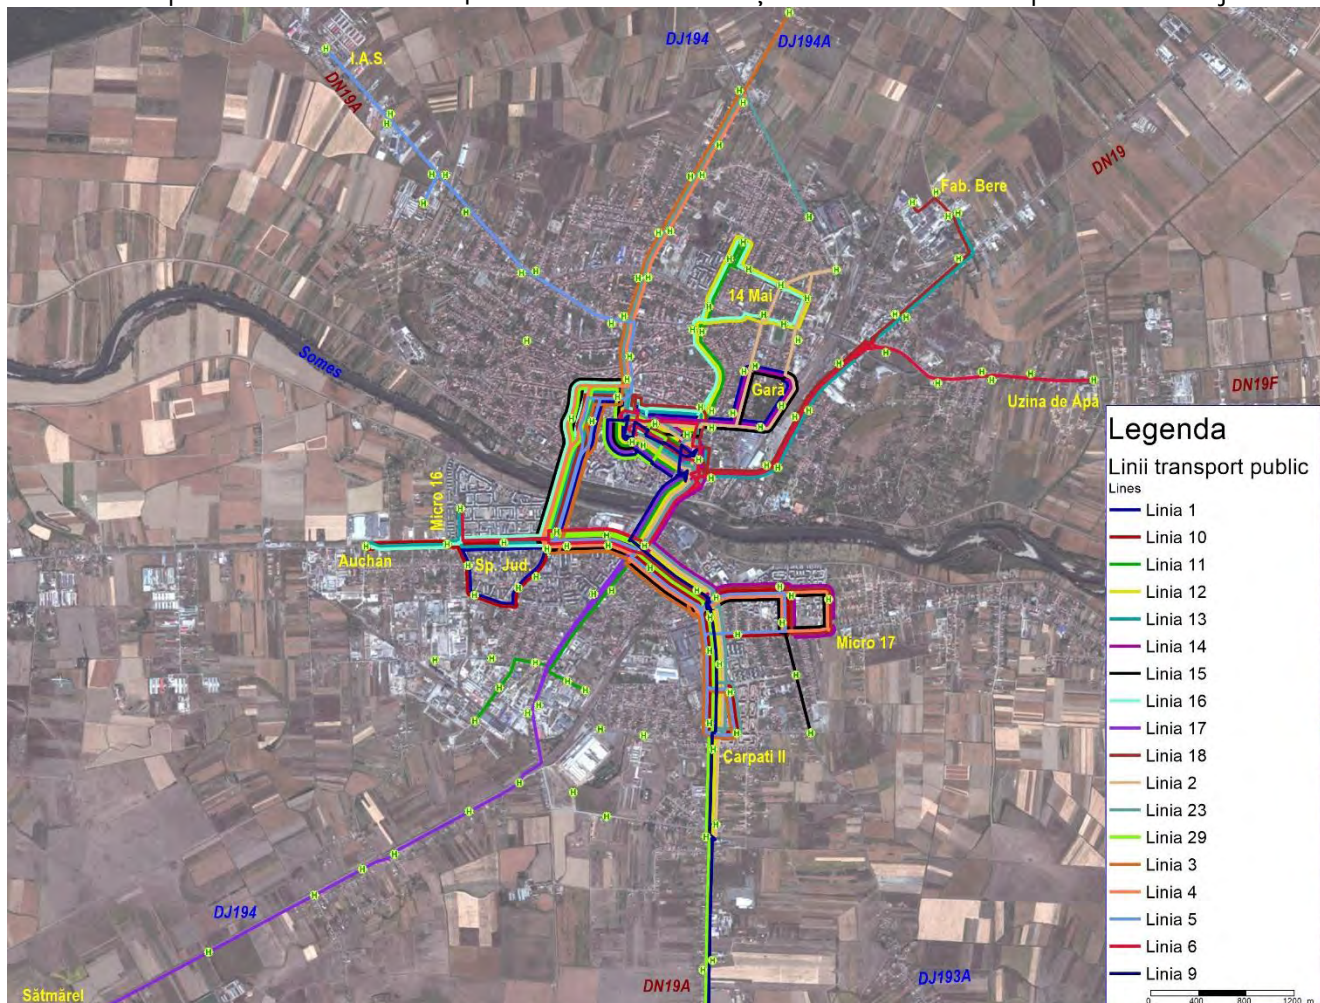 DJ194
DJ194A
I.A.S.
DN19A
DN19
Fab. Bere
14 Mai
Somes
Gară
DN19F
Uzina de Apă
Micro 16
Auchan
Sp. Jud.
Micro 17
Carpati II
DJ194
Sătmărel
DN19A
DJ193A
Legenda
Linii transport public
Lines
Linia 1
Linia 10
Linia 11
Linia 12
Linia 13
Linia 14
Linia 15
Linia 16
Linia 17
Linia 18
Linia 2
Linia 23
Linia 29
Linia 3
Linia 4
Linia 5
Linia 6
Linia 9
0 400 800 1200 m